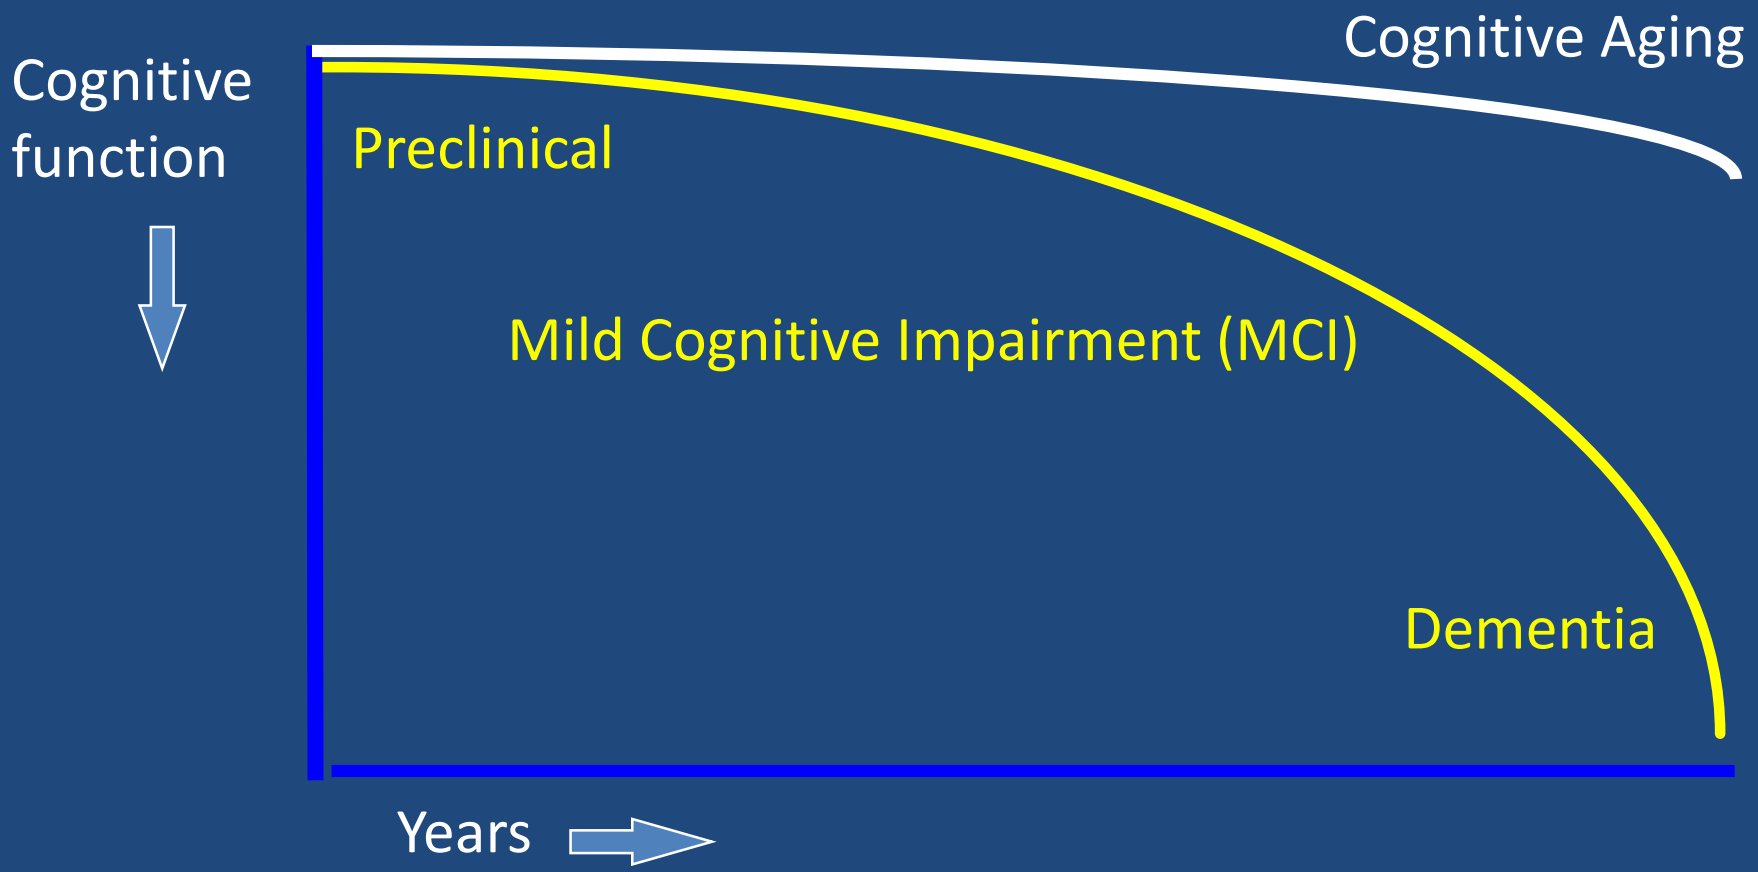 Cognitive Aging
Cognitive
function
Preclinical
Mild Cognitive Impairment (MCI)
Dementia
Years